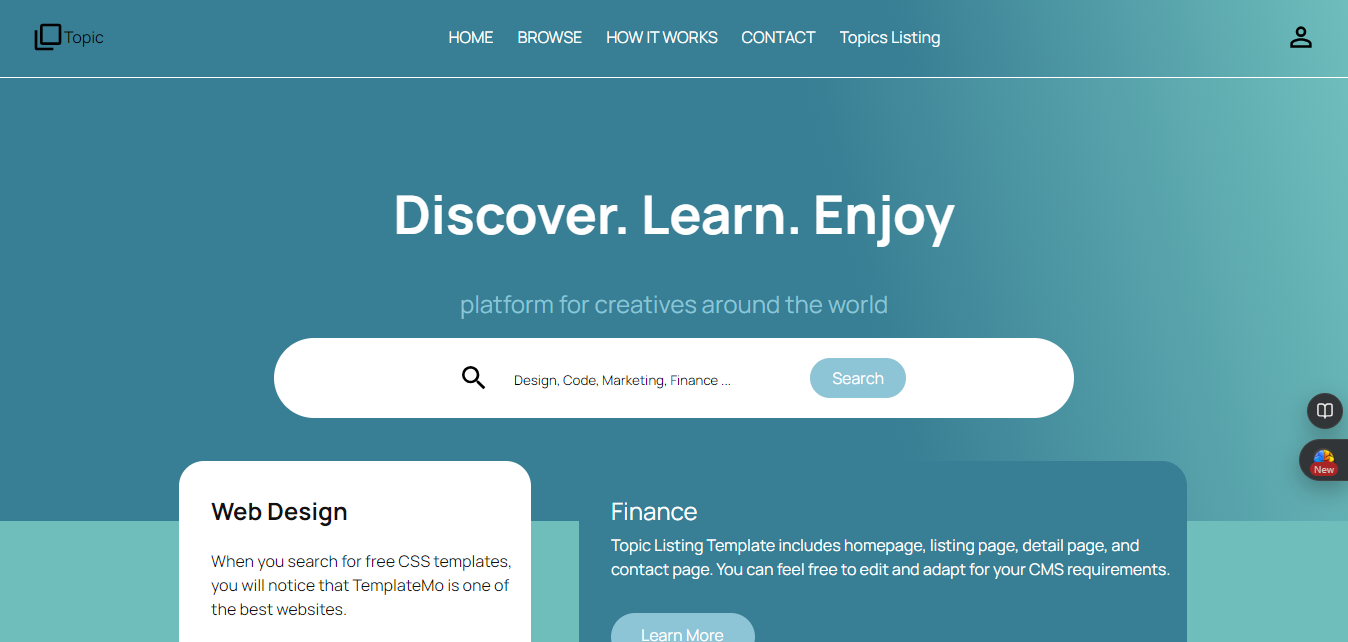 Topic
HOME
BROWSE
HOW IT WORKS
CONTACT
Topics Listing
Discover. Learn. Enjoy
platform for creatives around the world
Design, Code, Marketing, Finance ...
Search
New
Web Design
When you search for free CSS templates,
you will notice that TemplateMo is one of
the best websites.
Finance
Topic Listing Template includes homepage, listing page, detail page, and
contact page. You can feel free to edit and adapt for your CMS requirements.
Learn More